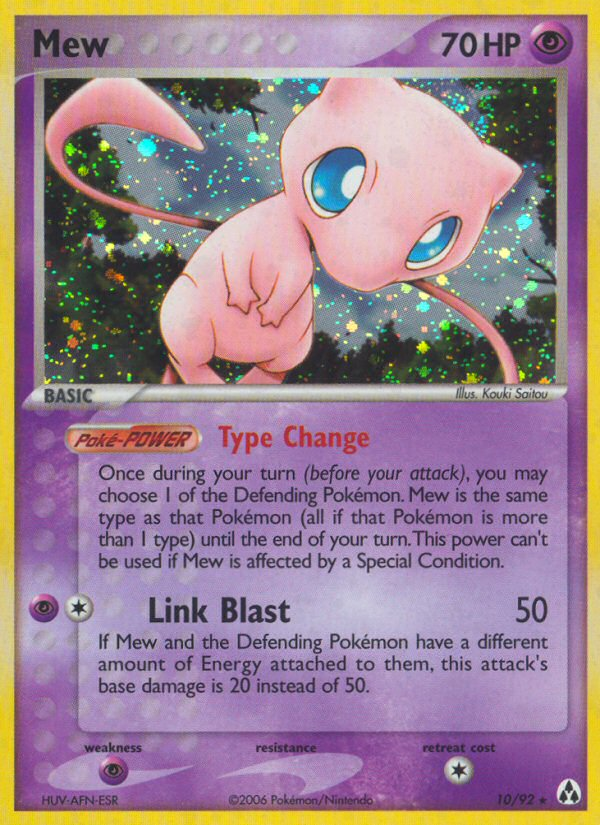 Mew 70 HP
BASIC Illus. Kouki Saitou
Poké-POWER Type Change
Once during your turn (before your attack), you may
choose 1 of the Defending Pokémon. Mew is the same
type as that Pokémon (all if that Pokémon is more
than 1 type) until the end of your turn.This power can't
be used if Mew is affected by a Special Condition.
Link Blast 50
If Mew and the Defending Pokémon have a different
amount of Energy attached to them, this attack's
base damage is 20 instead of 50.
weakness resistance retreat cost
HUV-AFN-ESR ©2006 Pokémon/Nintendo 10/92 ★